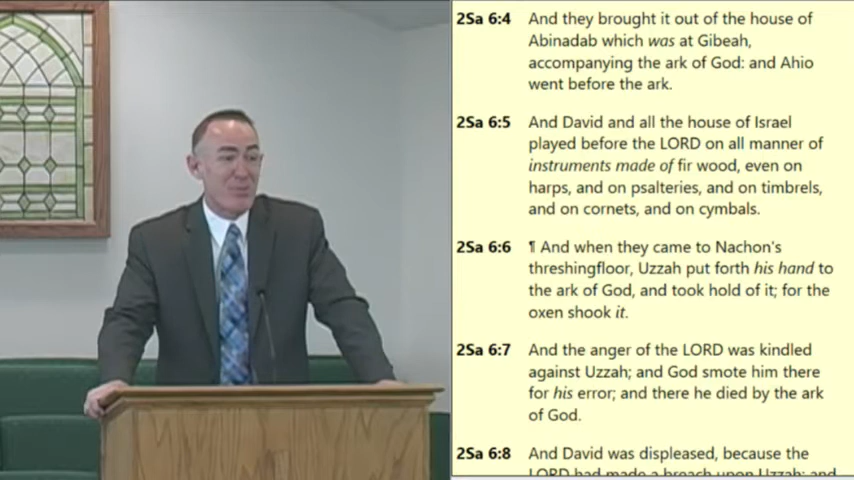 2Sa 6:4 And they brought it out of the house of
Abinadab which was at Gibeah,
accompanying the ark of God: and Ahio
went before the ark.
2Sa 6:5 And David and all the house of Israel
played before the LORD on all manner of
instruments made of fir wood, even on
harps, and on psalteries, and on timbrels,
and on cornets, and on cymbals.
2Sa 6:6 ¶ And when they came to Nachon's
threshingfloor, Uzzah put forth his hand to
the ark of God, and took hold of it; for the
oxen shook it.
2Sa 6:7 And the anger of the LORD was kindled
against Uzzah; and God smote him there
for his error; and there he died by the ark
of God.
2Sa 6:8 And David was displeased, because the
LORD had made a breach upon Uzzah: and